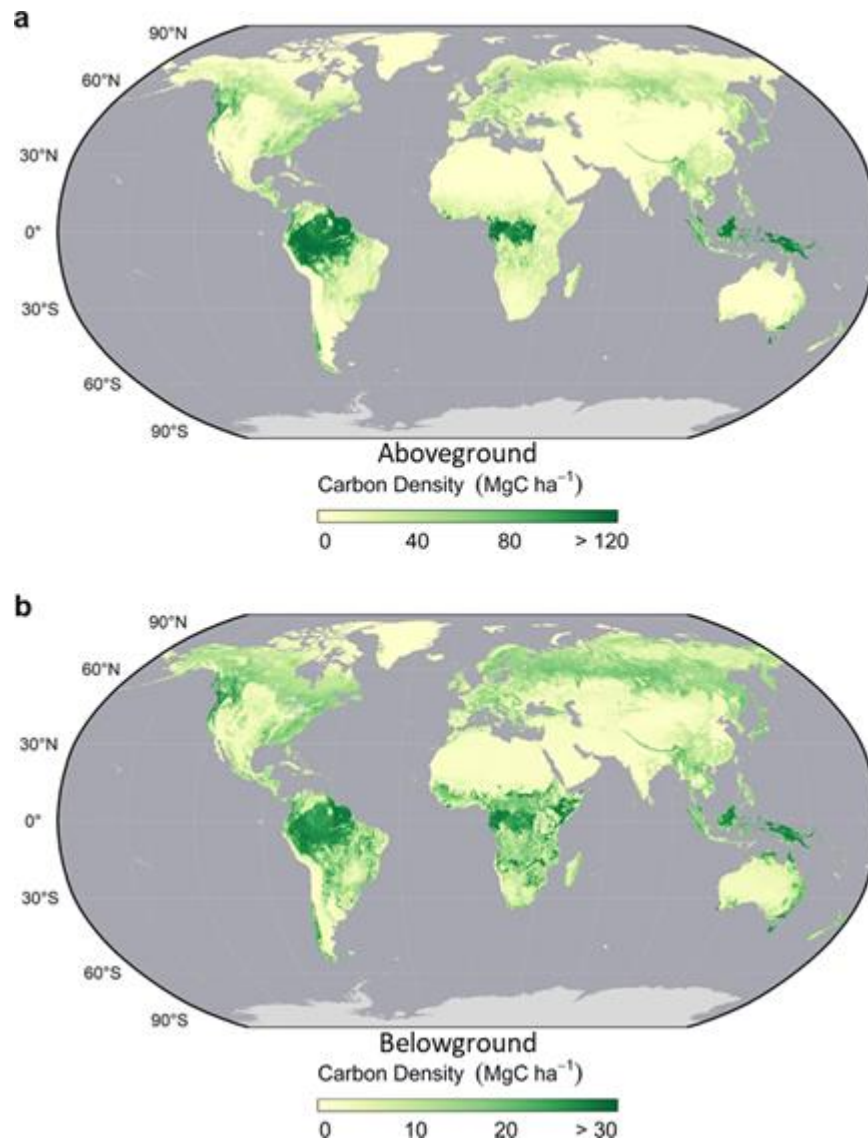 a
90°N
60°N
30°N
0°
30°S
60°S
90°S
Aboveground
Carbon Density (MgC ha⁻¹)
0 40 80 > 120
b
90°N
60°N
30°N
0°
30°S
60°S
90°S
Belowground
Carbon Density (MgC ha⁻¹)
0 10 20 > 30